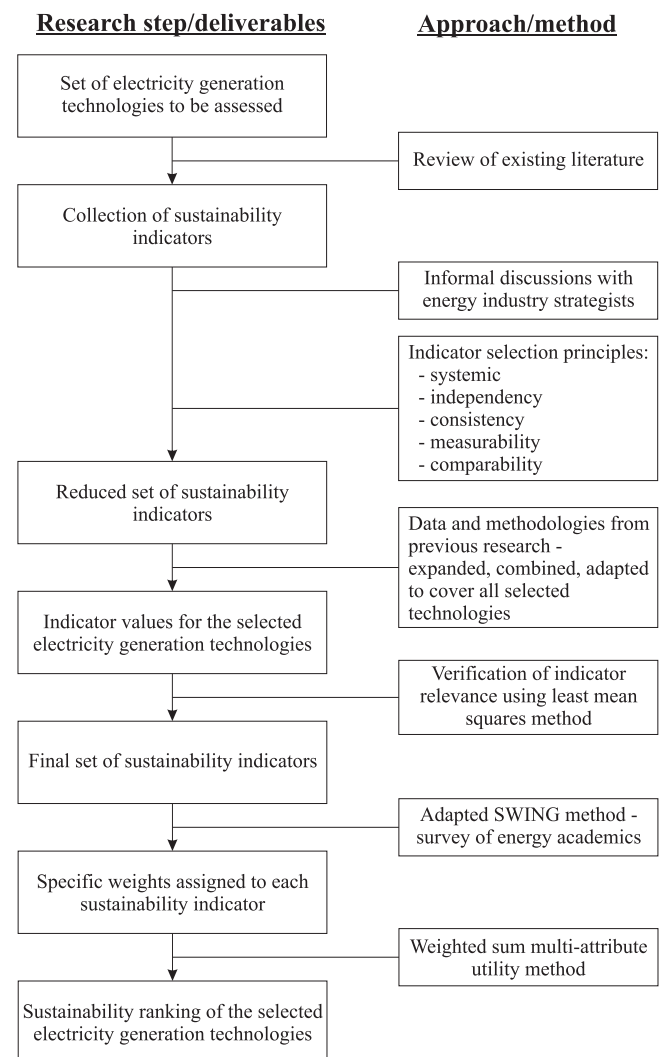 Research step/deliverables
Approach/method
Set of electricity generation
technologies to be assessed
Review of existing literature
Collection of sustainability
indicators
Informal discussions with
energy industry strategists
Indicator selection principles:
- systemic
- independency
- consistency
- measurability
- comparability
Reduced set of sustainability
indicators
Data and methodologies from
previous research -
expanded, combined, adapted
to cover all selected
technologies
Indicator values for the selected
electricity generation technologies
Verification of indicator
relevance using least mean
squares method
Final set of sustainability indicators
Adapted SWING method -
survey of energy academics
Specific weights assigned to each
sustainability indicator
Weighted sum multi-attribute
utility method
Sustainability ranking of the selected
electricity generation technologies